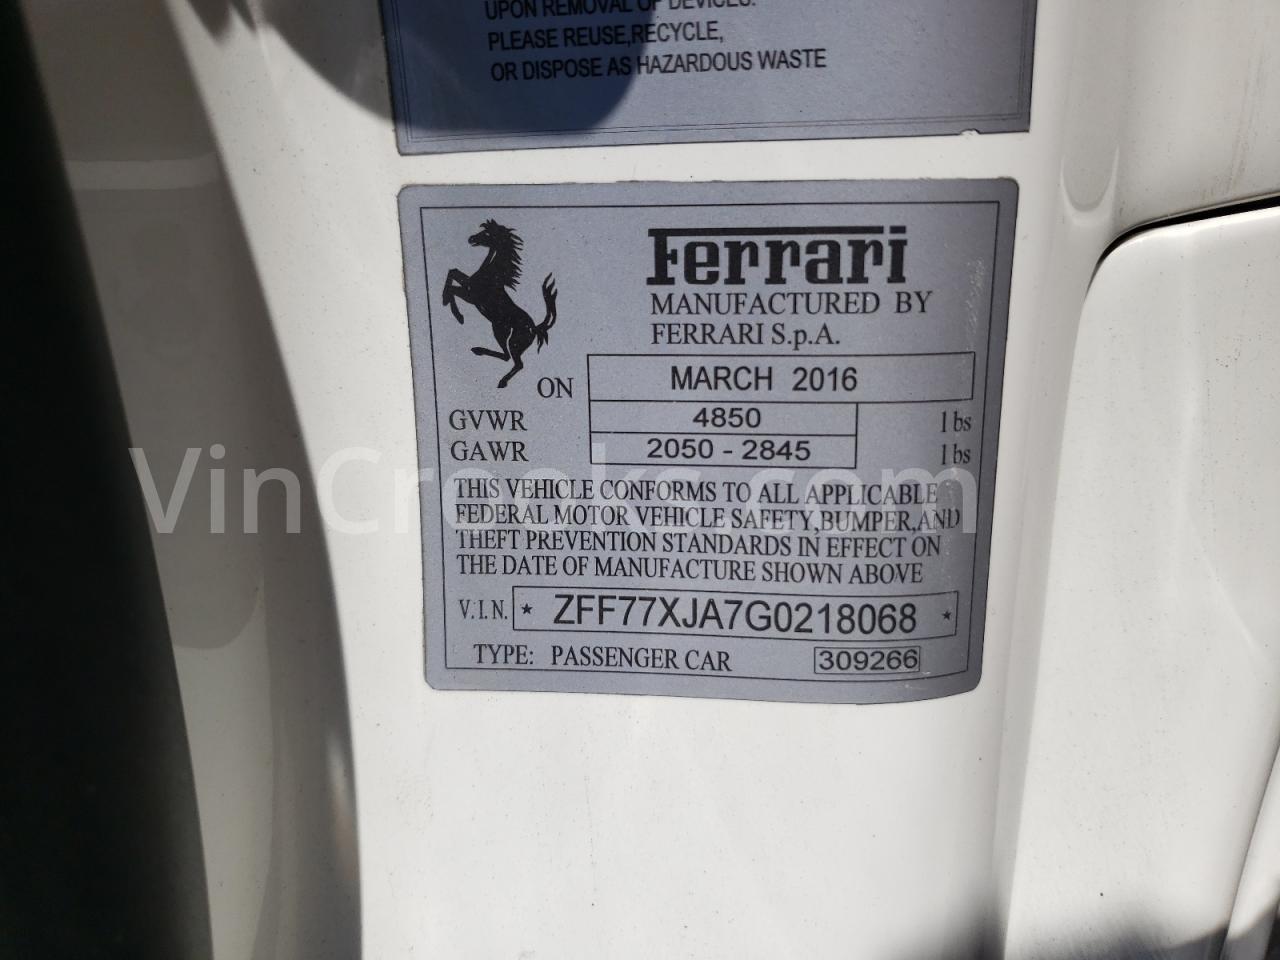 UPON REMOVAL OF DEVICES.
PLEASE REUSE,RECYCLE,
OR DISPOSE AS HAZARDOUS WASTE
Ferrari
MANUFACTURED BY
FERRARI S.p.A.
ON MARCH 2016
GVWR 4850 lbs
GAWR 2050 - 2845 lbs
VinCreeks.com
THIS VEHICLE CONFORMS TO ALL APPLICABLE
FEDERAL MOTOR VEHICLE SAFETY,BUMPER,AND
THEFT PREVENTION STANDARDS IN EFFECT ON
THE DATE OF MANUFACTURE SHOWN ABOVE
V.I.N. * ZFF77XJA7G0218068 *
TYPE: PASSENGER CAR 309266